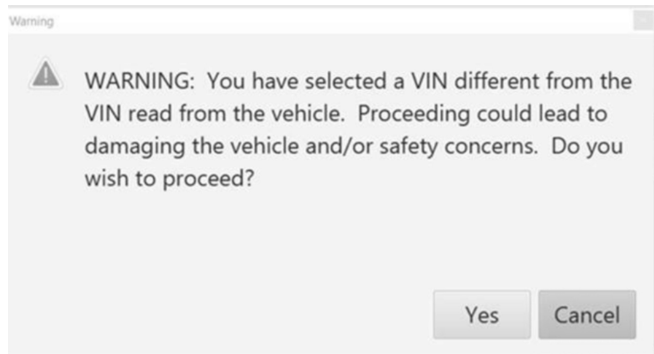 Warning
WARNING: You have selected a VIN different from the
VIN read from the vehicle. Proceeding could lead to
damaging the vehicle and/or safety concerns. Do you
wish to proceed?
Yes
Cancel